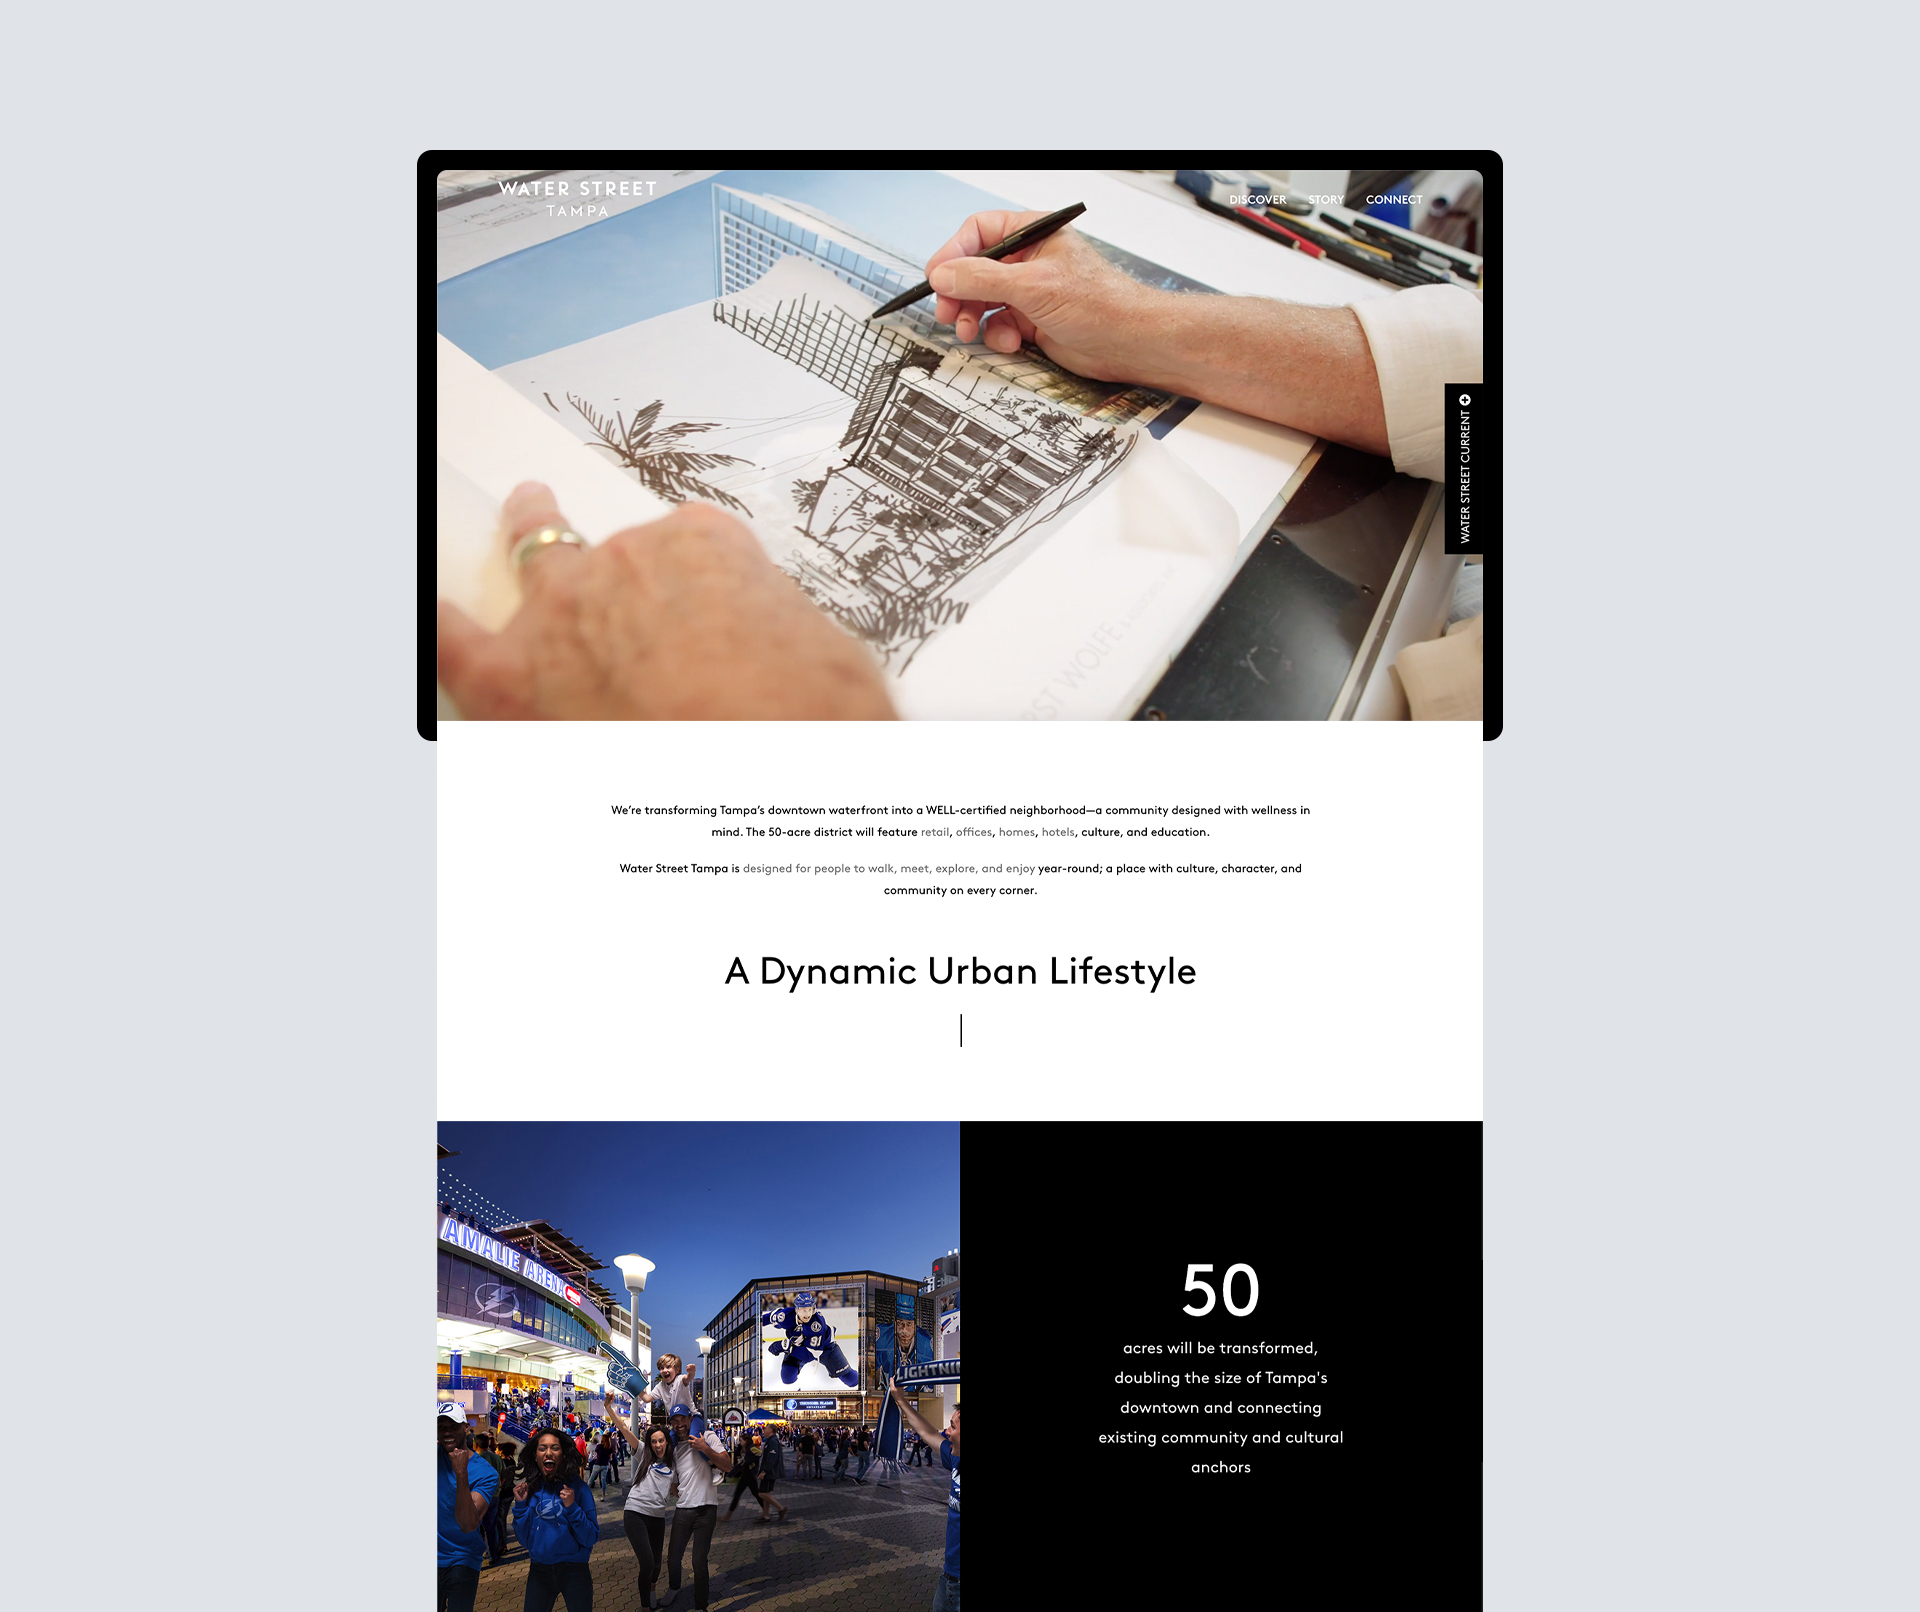 WATER STREET
TAMPA
DISCOVER STORY CONNECT
WATER STREET CURRENT
RST WOLFE
We're transforming Tampa's downtown waterfront into a WELL-certified neighborhood—a community designed with wellness in
mind. The 50-acre district will feature retail, offices, homes, hotels, culture, and education.
Water Street Tampa is designed for people to walk, meet, explore, and enjoy year-round; a place with culture, character, and
community on every corner.
A Dynamic Urban Lifestyle
AMALIE ARENA
91
LIGHTNING
50
acres will be transformed,
doubling the size of Tampa's
downtown and connecting
existing community and cultural
anchors